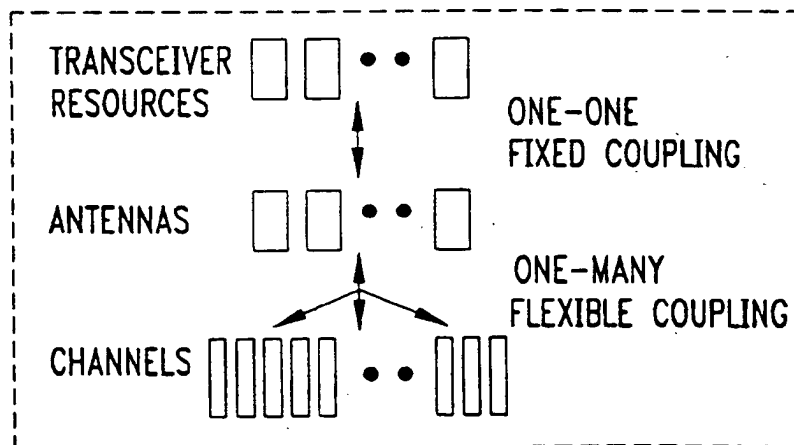 TRANSCEIVER
RESOURCES
ONE-ONE
FIXED COUPLING
ANTENNAS
ONE-MANY
FLEXIBLE COUPLING
CHANNELS